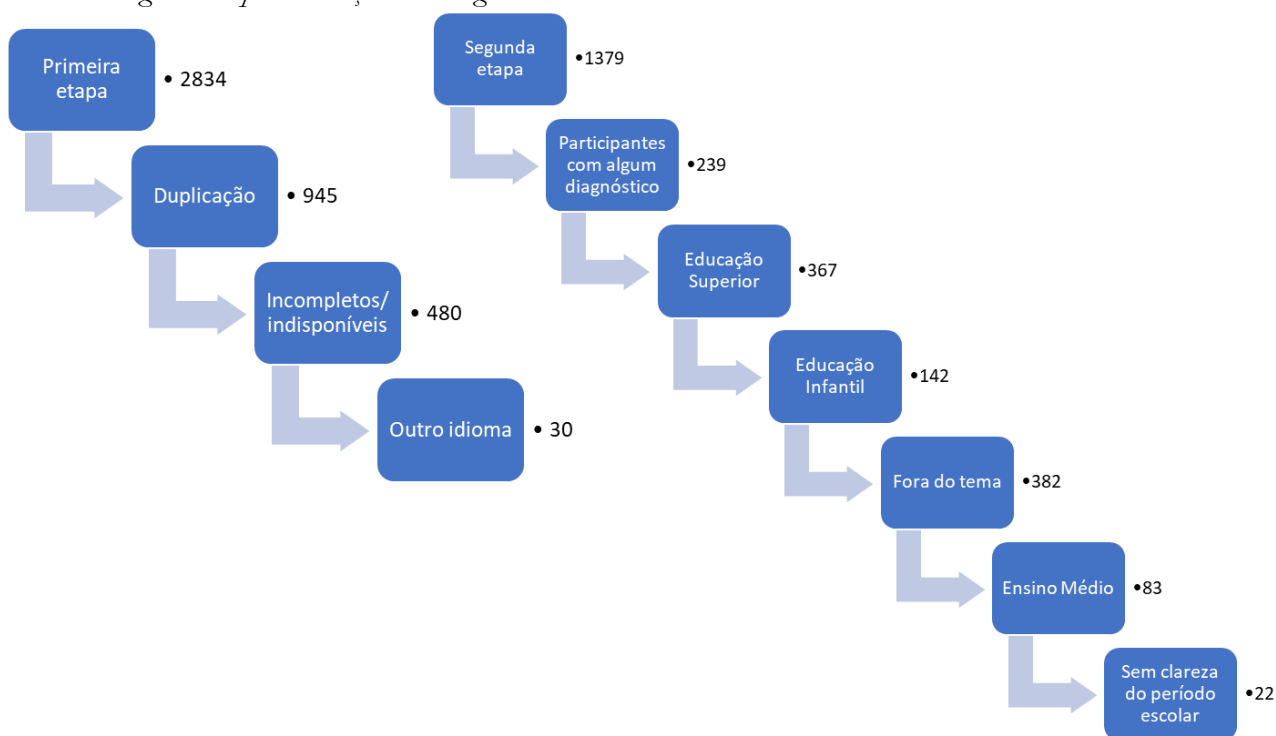 Primeira
etapa
• 2834
Duplicação
• 945
Incompletos/
indisponíveis
• 480
Outro idioma
• 30
Segunda
etapa
•1379
Participantes
com algum
diagnóstico
•239
Educação
Superior
•367
Educação
Infantil
•142
Fora do tema
•382
Ensino Médio
•83
Sem clareza
do período
escolar
•22